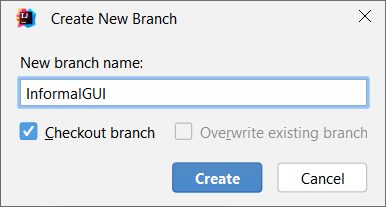 Create New Branch
New branch name:
InformalGUI
Checkout branch
Overwrite existing branch
Create
Cancel